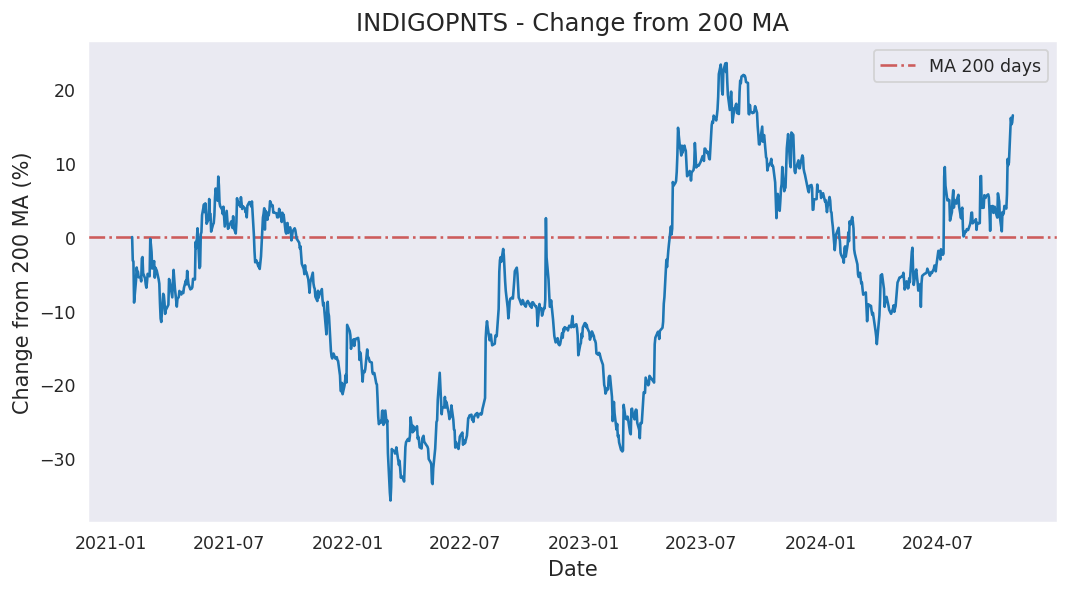 INDIGOPNTS - Change from 200 MA
MA 200 days
Change from 200 MA (%)
20
10
0
−10
−20
−30
2021-01 2021-07 2022-01 2022-07 2023-01 2023-07 2024-01 2024-07
Date